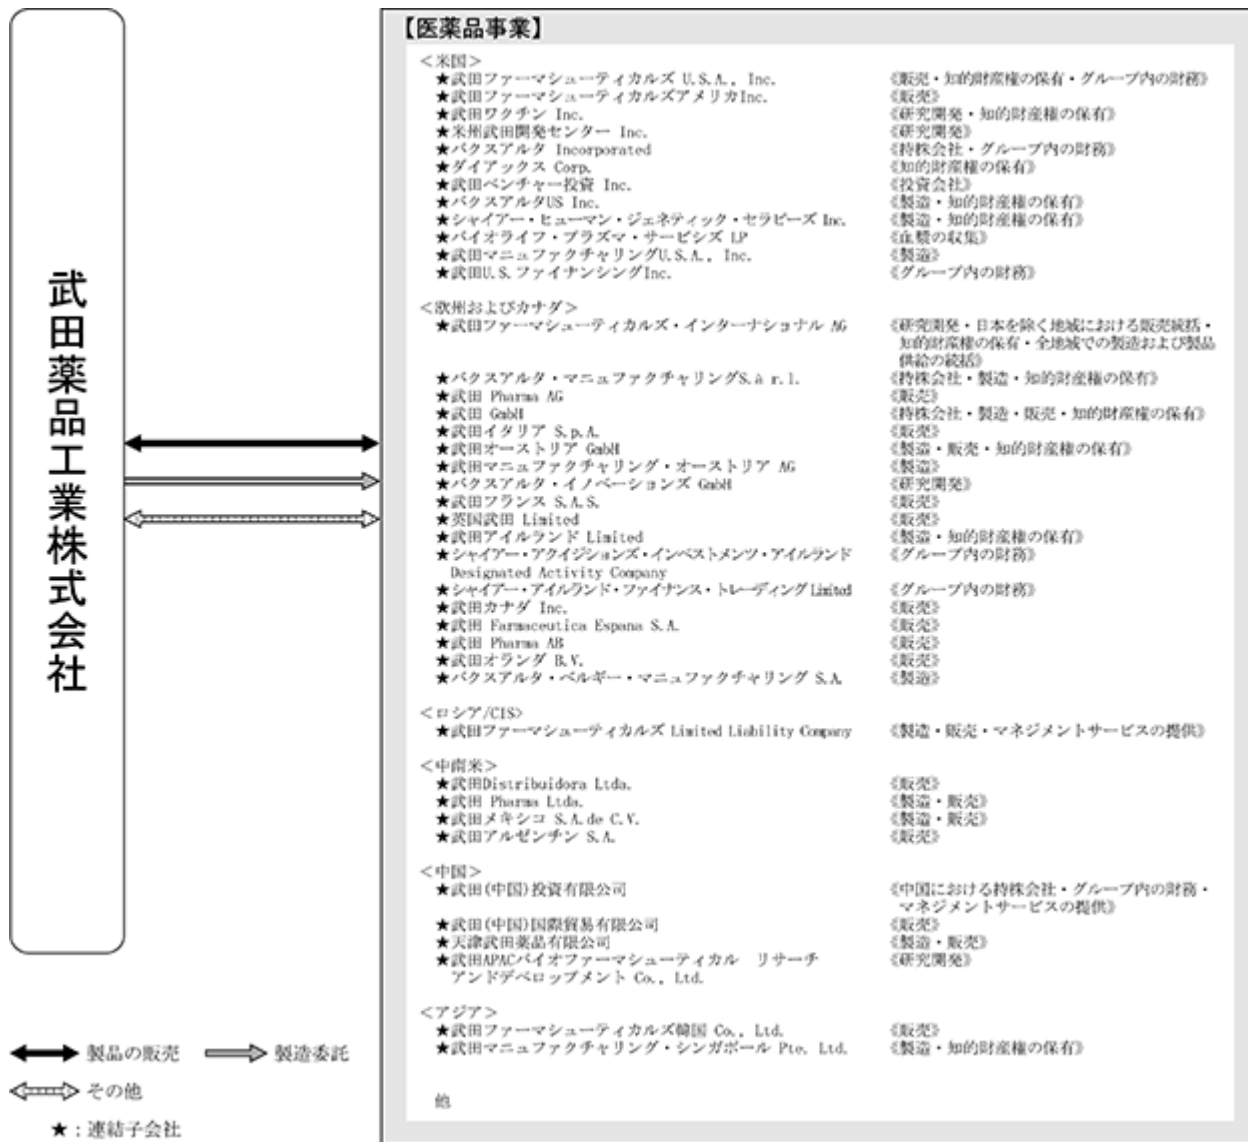 武田薬品工業株式会社
【医薬品事業】
＜米国＞
★武田ファーマシューティカルズ U.S.A., Inc. 《販売・知的財産権の保有・グループ内の財務》
★武田ファーマシューティカルズアメリカInc. 《販売》
★武田ワクチン Inc. 《研究開発・知的財産権の保有》
★米州武田開発センター Inc. 《研究開発》
★バクスアルタ Incorporated 《持株会社・グループ内の財務》
★ダイアックス Corp. 《知的財産権の保有》
★武田ベンチャー投資 Inc. 《投資会社》
★バクスアルタUS Inc. 《製造・知的財産権の保有》
★シャイアー・ヒューマン・ジェネティック・セラピーズ Inc. 《製造・知的財産権の保有》
★バイオライフ・プラズマ・サービシズ LP 《血漿の収集》
★武田マニュファクチャリングU.S.A., Inc. 《製造》
★武田U.S.ファイナンシングInc. 《グループ内の財務》
＜欧州およびカナダ＞
★武田ファーマシューティカルズ・インターナショナル AG 《研究開発・日本を除く地域における販売統括・
知的財産権の保有・全地域での製造および製品
供給の統括》
★バクスアルタ・マニュファクチャリングS.à r.l. 《持株会社・製造・知的財産権の保有》
★武田 Pharma AG 《販売》
★武田 GmbH 《持株会社・製造・販売・知的財産権の保有》
★武田イタリア S.p.A. 《販売》
★武田オーストリア GmbH 《製造・販売・知的財産権の保有》
★武田マニュファクチャリング・オーストリア AG 《製造》
★バクスアルタ・イノベーションズ GmbH 《研究開発》
★武田フランス S.A.S. 《販売》
★英国武田 Limited 《販売》
★武田アイルランド Limited 《製造・知的財産権の保有》
★シャイアー・アクイジションズ・インベストメンツ・アイルランド 《グループ内の財務》
Designated Activity Company
★シャイアー・アイルランド・ファイナンス・トレーディング Limited 《グループ内の財務》
★武田カナダ Inc. 《販売》
★武田 Farmaceutica Espana S.A. 《販売》
★武田 Pharma AB 《販売》
★武田オランダ B.V. 《販売》
★バクスアルタ・ベルギー・マニュファクチャリング S.A. 《製造》
＜ロシア/CIS＞
★武田ファーマシューティカルズ Limited Liability Company 《製造・販売・マネジメントサービスの提供》
＜中南米＞
★武田Distribuidora Ltda. 《販売》
★武田 Pharma Ltda. 《製造・販売》
★武田メキシコ S.A.de C.V. 《製造・販売》
★武田アルゼンチン S.A. 《販売》
＜中国＞
★武田(中国)投資有限公司 《中国における持株会社・グループ内の財務・
マネジメントサービスの提供》
★武田(中国)国際貿易有限公司 《販売》
★天津武田薬品有限公司 《製造・販売》
★武田APACバイオファーマシューティカル リサーチ 《研究開発》
アンドデベロップメント Co., Ltd.
＜アジア＞
★武田ファーマシューティカルズ韓国 Co., Ltd. 《販売》
★武田マニュファクチャリング・シンガポール Pte. Ltd. 《製造・知的財産権の保有》
他
製品の販売 製造委託
その他
★：連結子会社